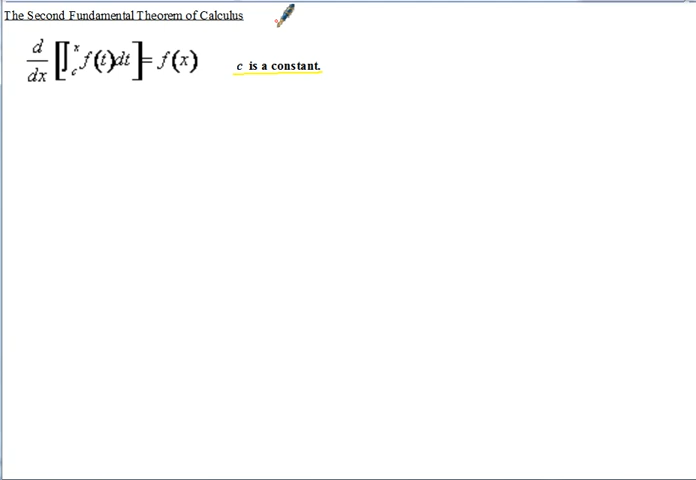 The Second Fundamental Theorem of Calculus
d/dx [∫_c^x f(t)dt] = f(x)
c is a constant.